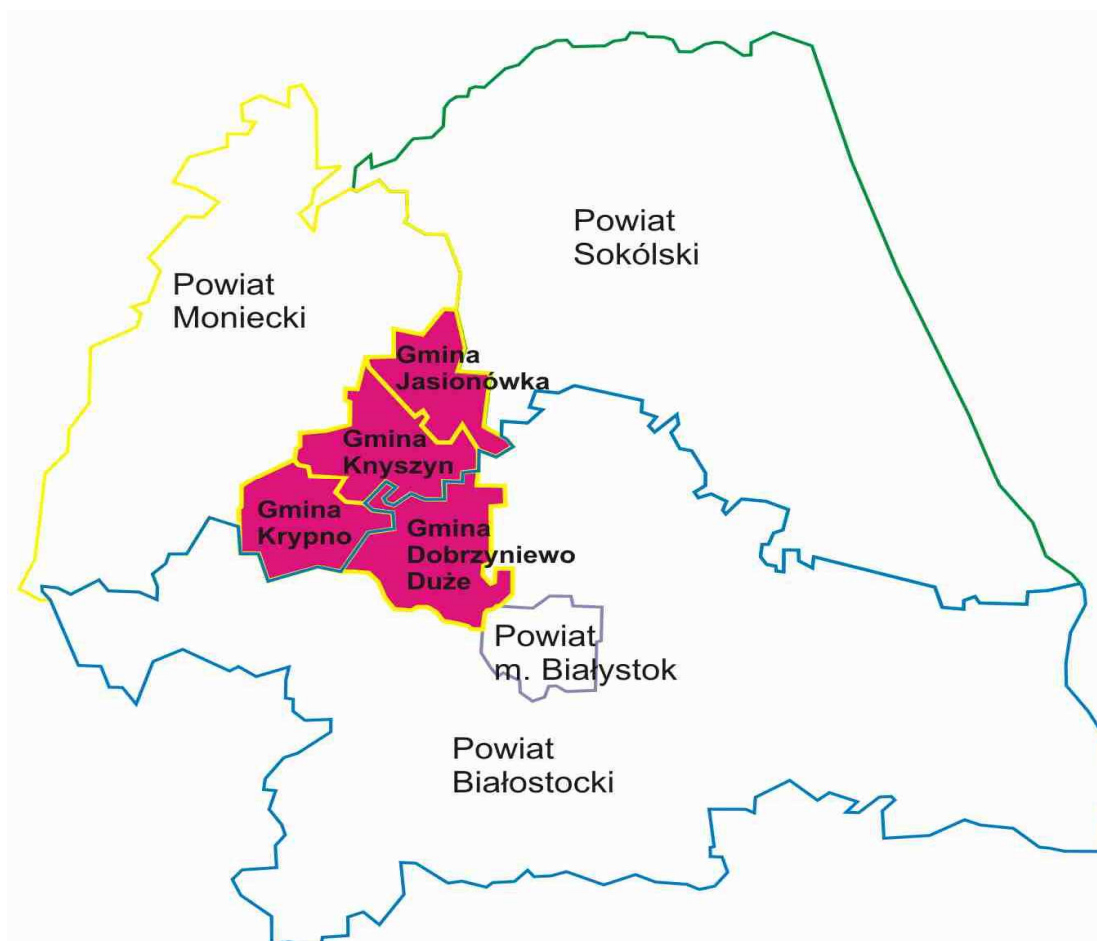 Powiat
Sokólski
Powiat
Moniecki
Gmina
Jasionówka
Gmina
Knyszyn
Gmina
Krypno
Gmina
Dobrzyniewo
Duże
Powiat
m. Białystok
Powiat
Białostocki